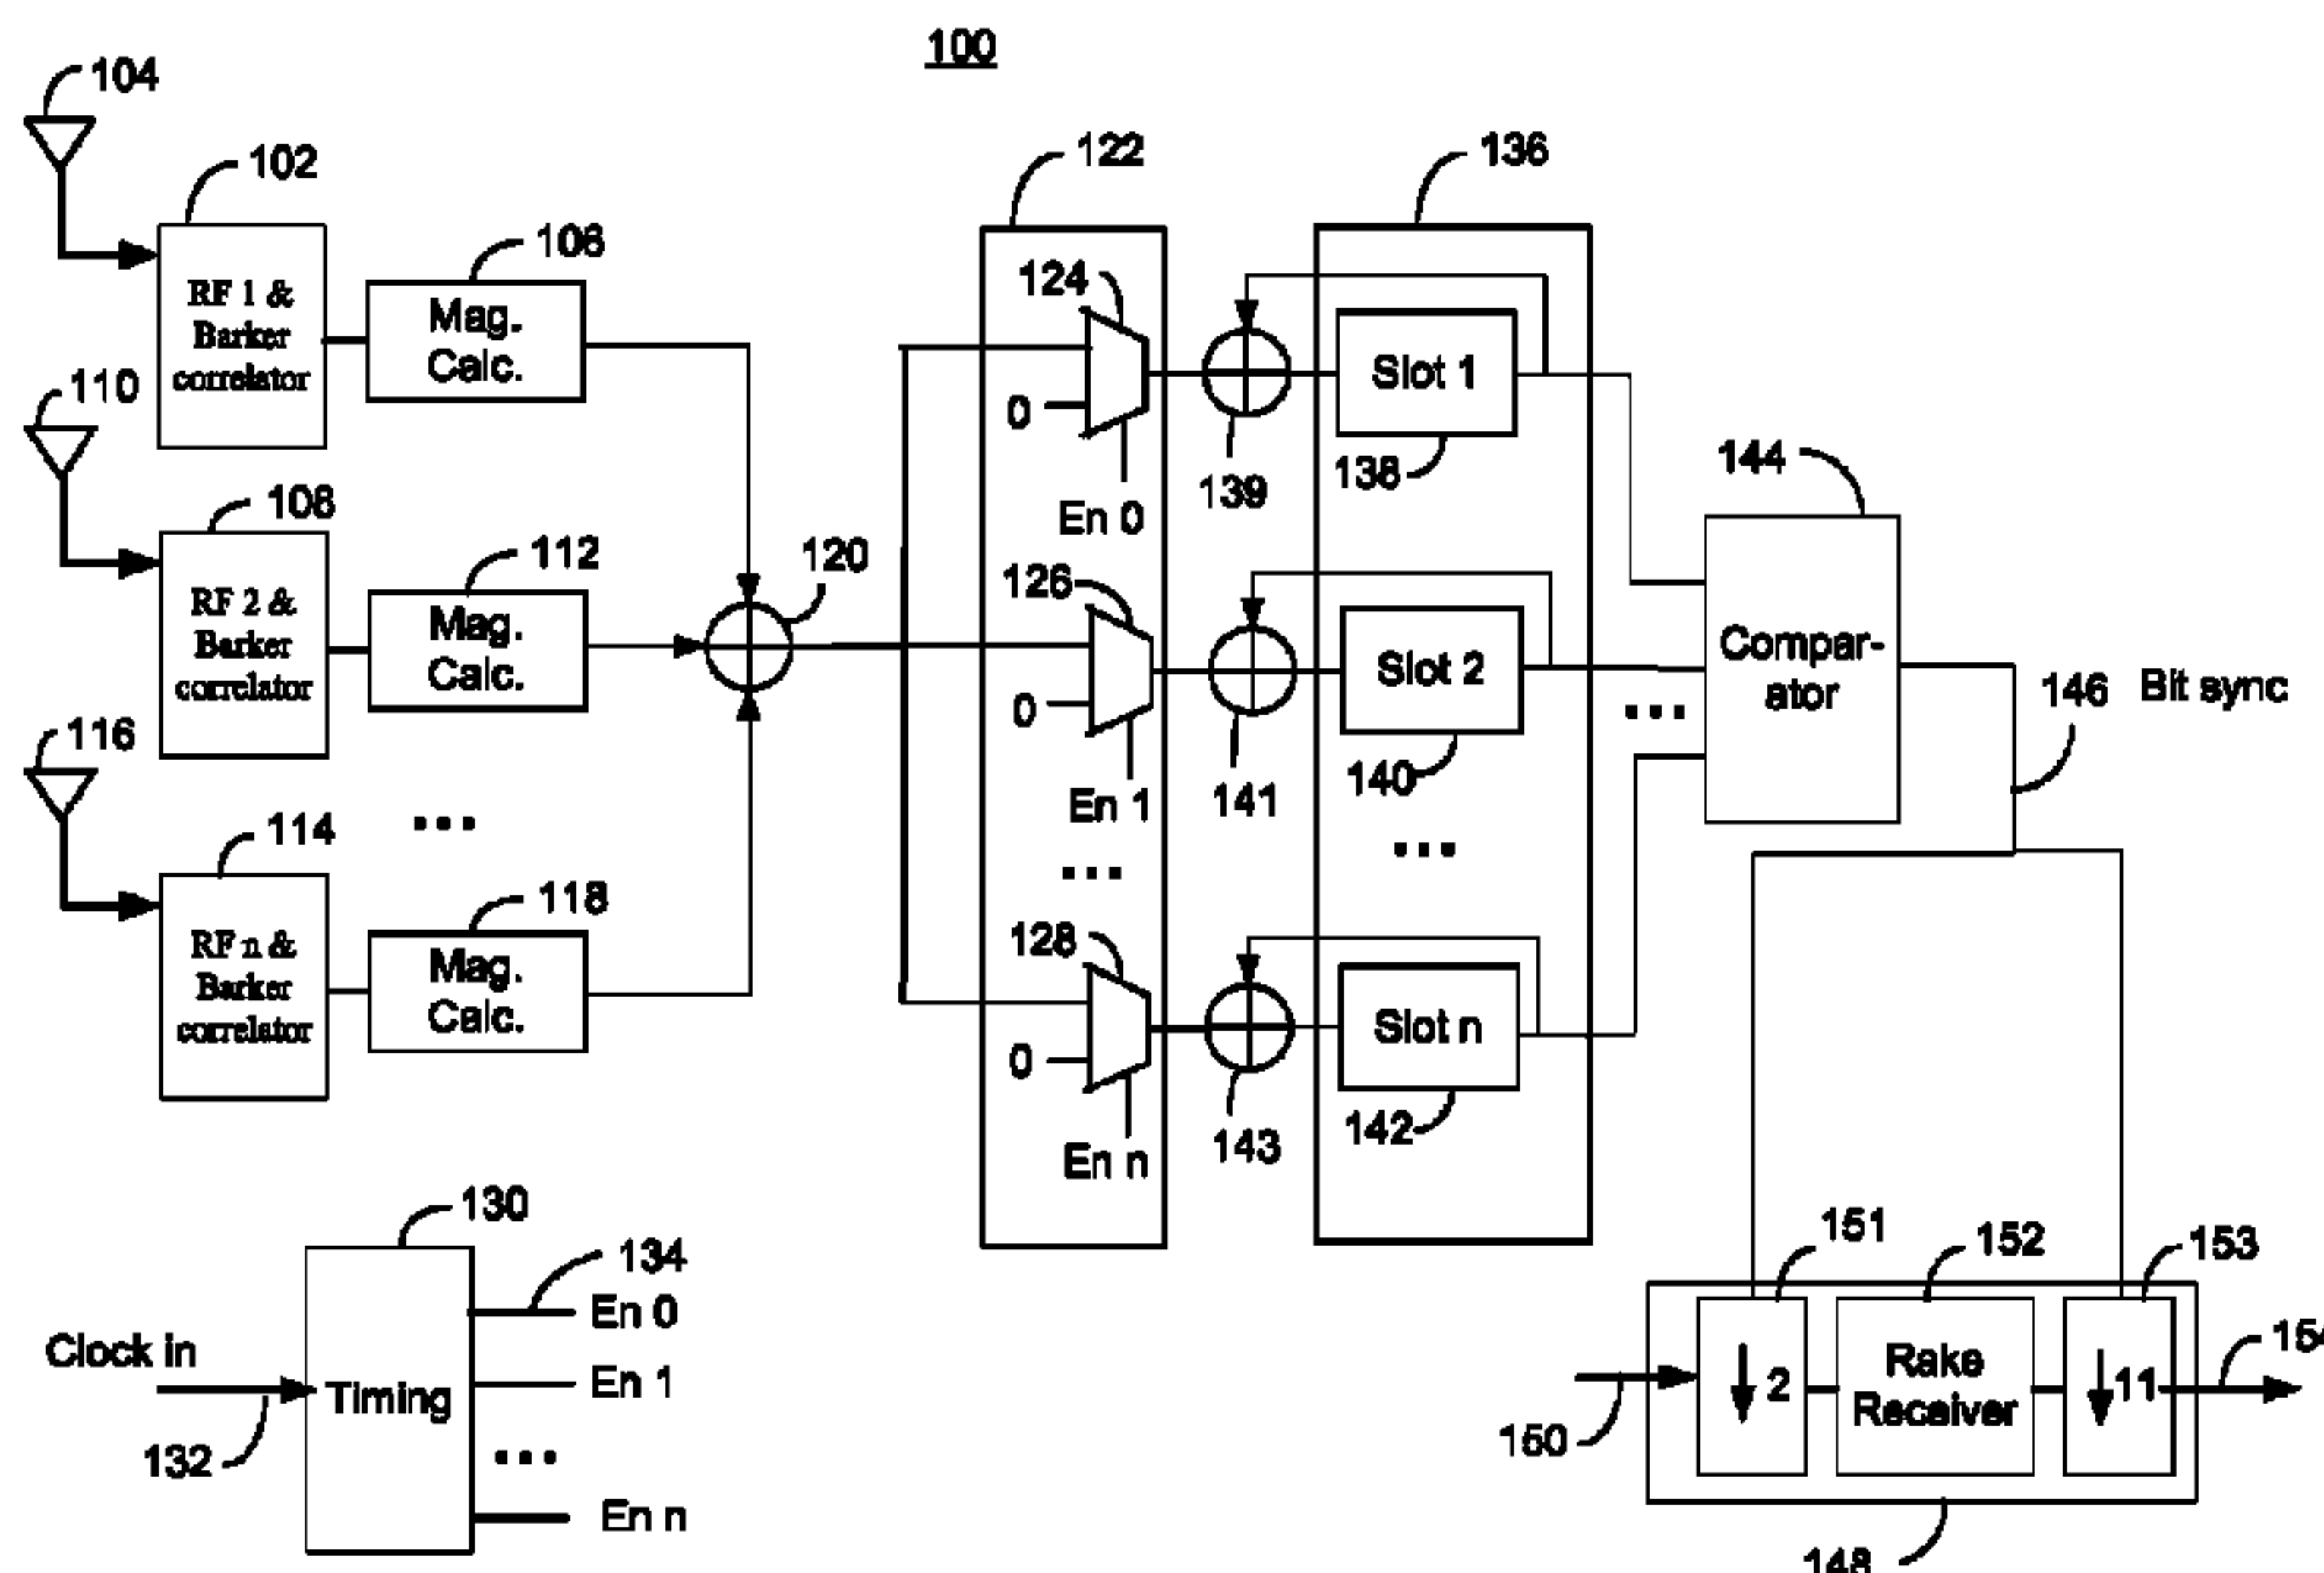 100
104
102
106
RF 1 &
Barker
correlator
Mag.
Calc.
110
108
112
RF 2 &
Barker
correlator
Mag.
Calc.
120
116
114
118
...
RF n &
Barker
correlator
Mag.
Calc.
122
124
0
En 0
126
0
En 1
...
128
0
En n
139
141
143
136
Slot 1
138
Slot 2
140
...
Slot n
142
144
Compar-
ator
...
146
Bit sync
130
134
Clock in
132
Timing
En 0
En 1
...
En n
151
152
153
150
2
Rake
Receiver
11
154
148